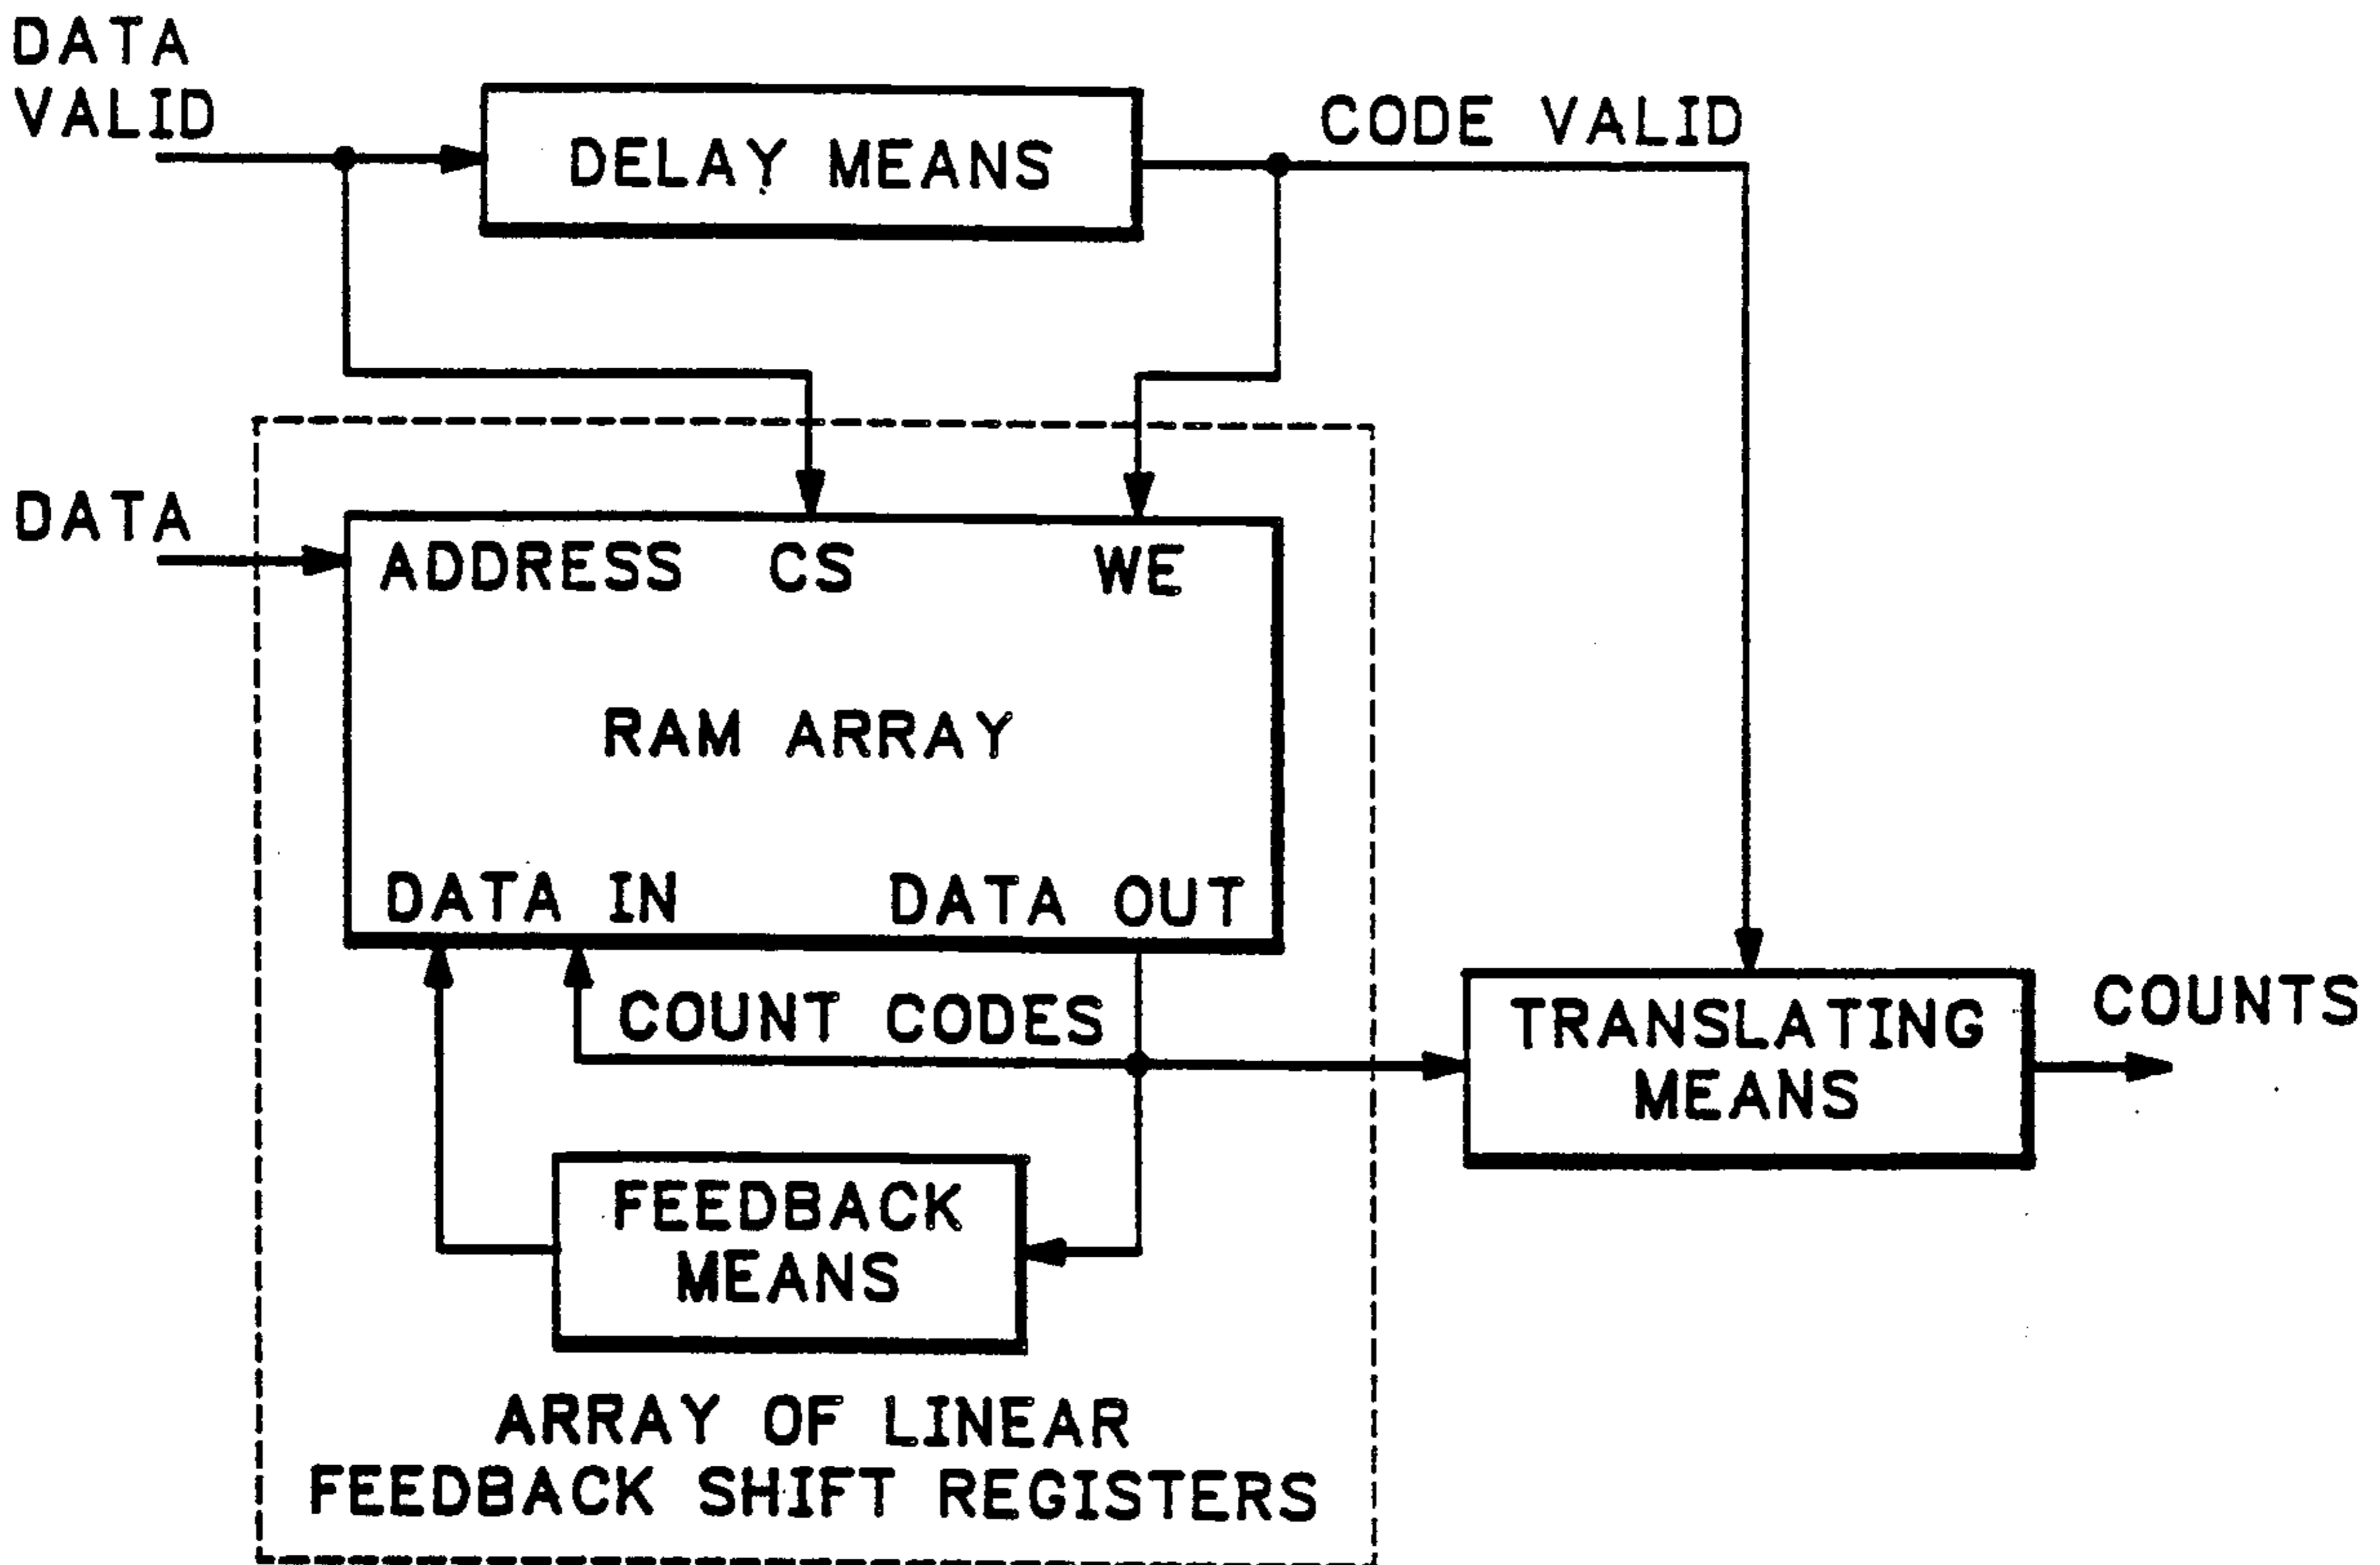 DATA
VALID
DELAY MEANS
CODE VALID
DATA
ADDRESS CS WE
RAM ARRAY
DATA IN DATA OUT
COUNT CODES
TRANSLATING
MEANS
COUNTS
FEEDBACK
MEANS
ARRAY OF LINEAR
FEEDBACK SHIFT REGISTERS